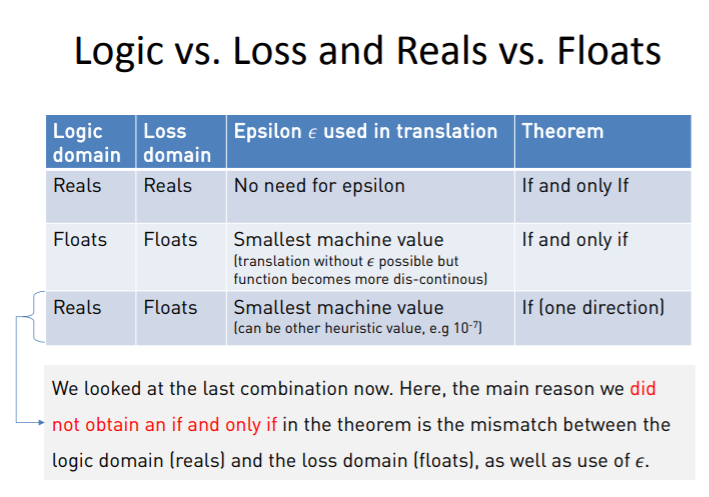 Logic vs. Loss and Reals vs. Floats
Logic domain
Loss domain
Epsilon ϵ used in translation
Theorem
Reals
Reals
No need for epsilon
If and only If
Floats
Floats
Smallest machine value
(translation without ϵ possible but
function becomes more dis-continous)
If and only if
Reals
Floats
Smallest machine value
(can be other heuristic value, e.g 10⁻⁷)
If (one direction)
We looked at the last combination now. Here, the main reason we did
not obtain an if and only if in the theorem is the mismatch between the
logic domain (reals) and the loss domain (floats), as well as use of ϵ.